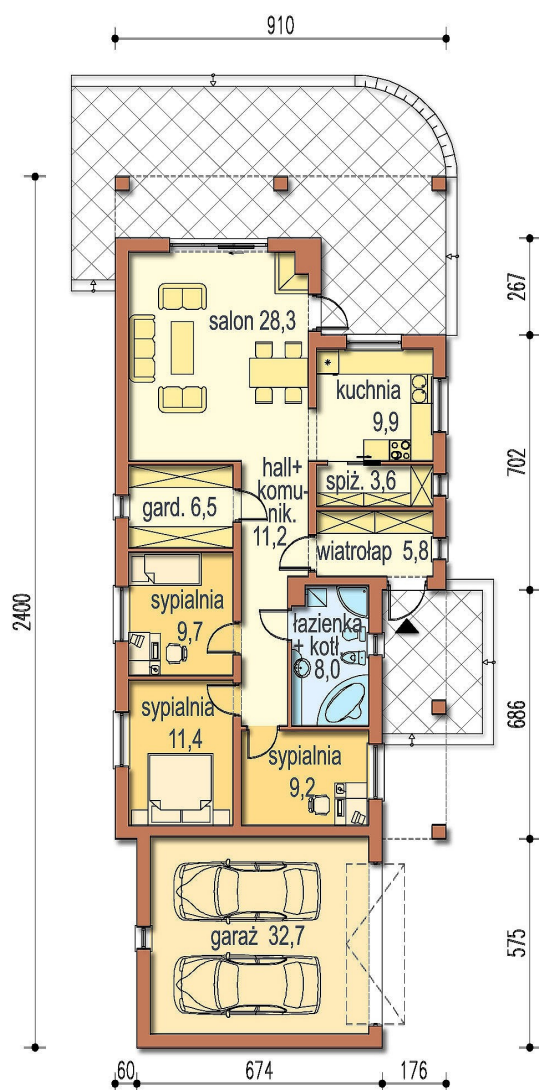 910
267
salon 28,3
kuchnia
9,9
702
hall+
komu-
nik.
11,2
spiż. 3,6
gard. 6,5
wiatrołap 5,8
2400
sypialnia
9,7
łazienka
+ kotł
8,0
686
sypialnia
11,4
sypialnia
9,2
garaż 32,7
575
60
674
176